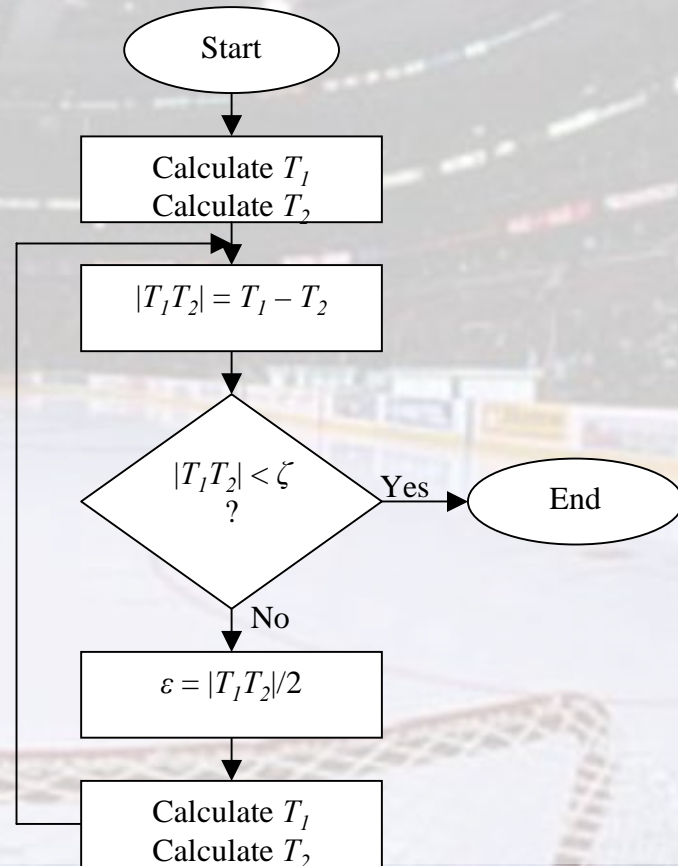 Start
Calculate T₁
Calculate T₂
|T₁T₂| = T₁ – T₂
|T₁T₂| < ζ
?
Yes
End
No
ε = |T₁T₂|/2
Calculate T₁
Calculate T₂